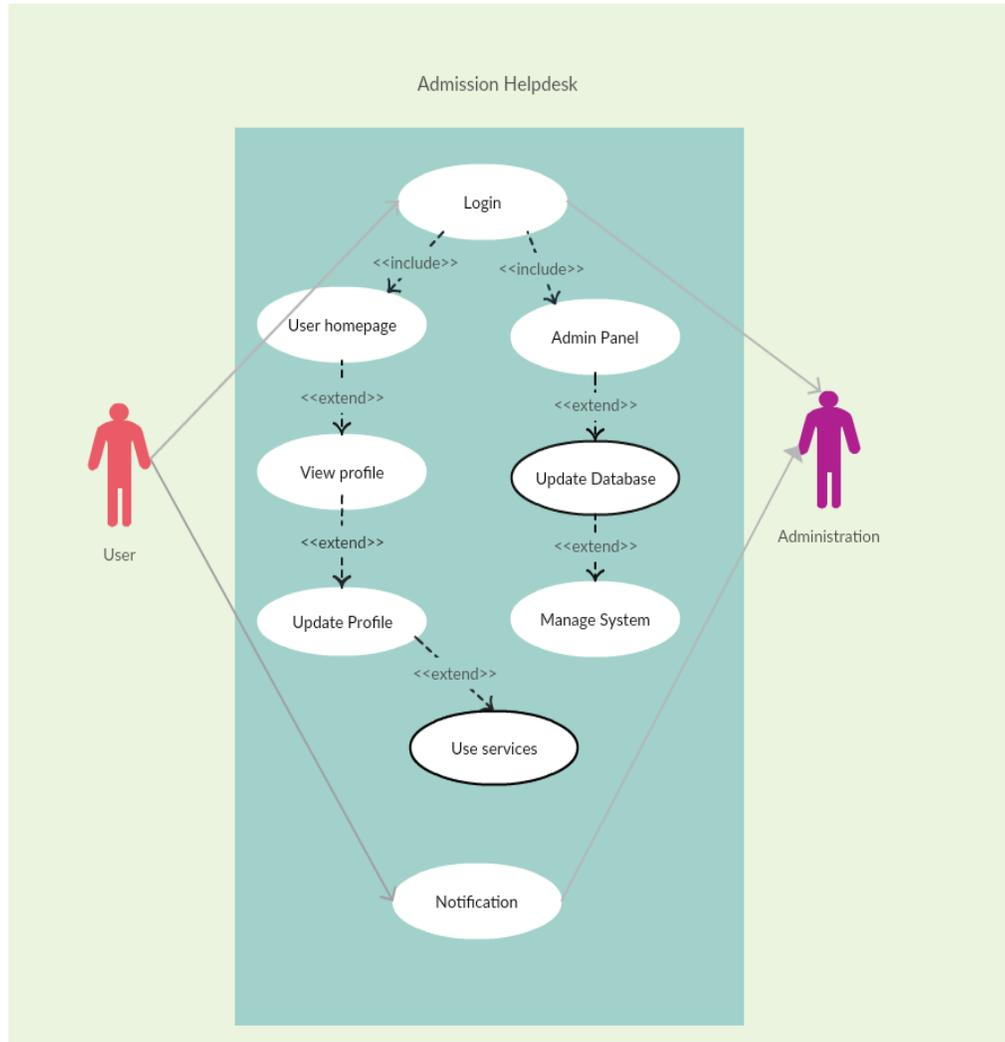 Admission Helpdesk
Login
<<include>>
<<include>>
User homepage
Admin Panel
<<extend>>
<<extend>>
View profile
Update Database
<<extend>>
<<extend>>
Update Profile
Manage System
<<extend>>
Use services
Notification
User
Administration